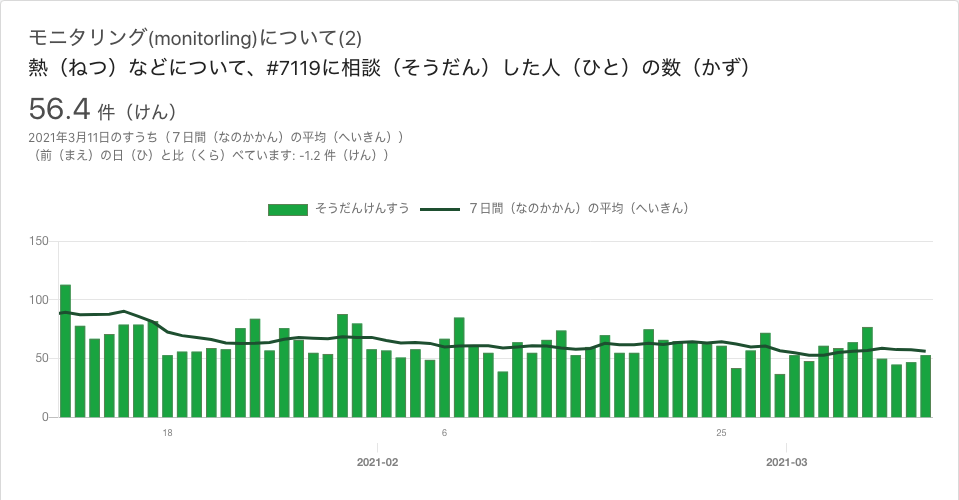 モニタリング(monitorling)について(2)
熱（ねつ）などについて、#7119に相談（そうだん）した人（ひと）の数（かず）
56.4 件（けん）
2021年3月11日のすうち（７日間（なのかかん）の平均（へいきん））
（前（まえ）の日（ひ）と比（くら）べています: -1.2 件（けん））
そうだんけんすう ７日間（なのかかん）の平均（へいきん）
150
100
50
0
18 6 25
2021-02 2021-03